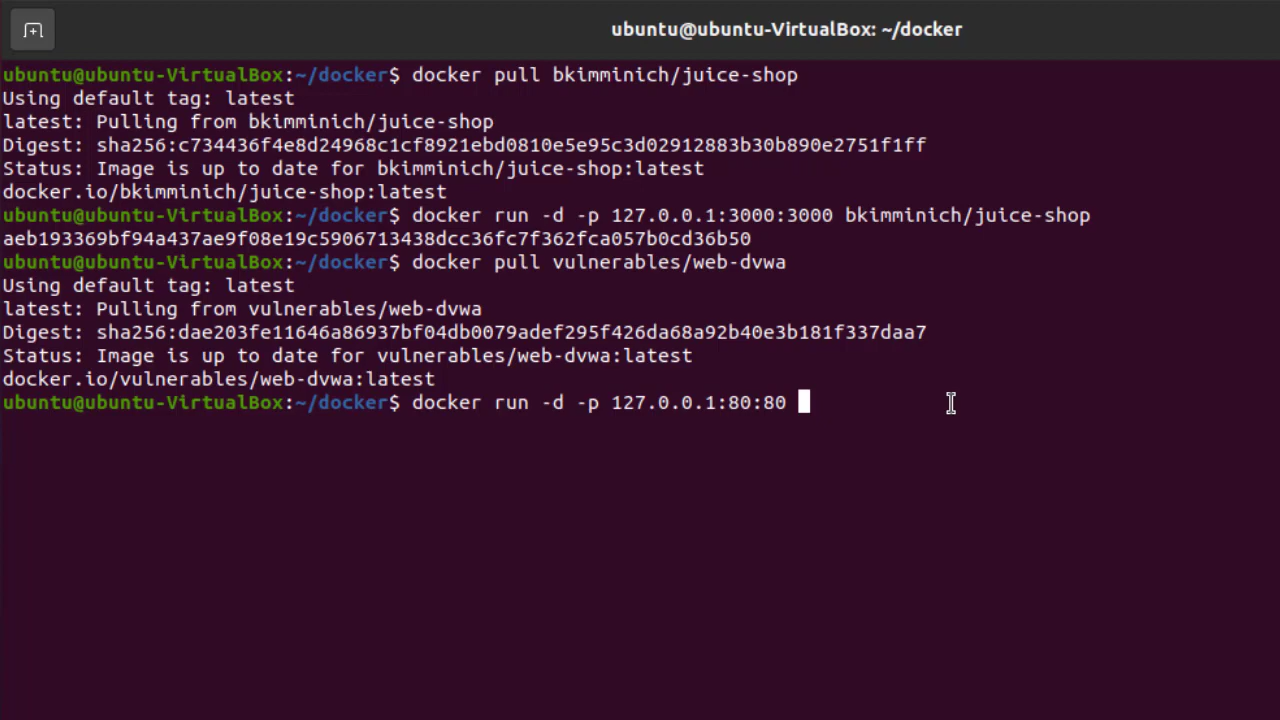 ubuntu@ubuntu-VirtualBox: ~/docker
ubuntu@ubuntu-VirtualBox:~/docker$ docker pull bkimminich/juice-shop
Using default tag: latest
latest: Pulling from bkimminich/juice-shop
Digest: sha256:c734436f4e8d24968c1cf8921ebd0810e5e95c3d02912883b30b890e2751f1ff
Status: Image is up to date for bkimminich/juice-shop:latest
docker.io/bkimminich/juice-shop:latest
ubuntu@ubuntu-VirtualBox:~/docker$ docker run -d -p 127.0.0.1:3000:3000 bkimminich/juice-shop
aeb193369bf94a437ae9f08e19c5906713438dcc36fc7f362fca057b0cd36b50
ubuntu@ubuntu-VirtualBox:~/docker$ docker pull vulnerables/web-dvwa
Using default tag: latest
latest: Pulling from vulnerables/web-dvwa
Digest: sha256:dae203fe11646a86937bf04db0079adef295f426da68a92b40e3b181f337daa7
Status: Image is up to date for vulnerables/web-dvwa:latest
docker.io/vulnerables/web-dvwa:latest
ubuntu@ubuntu-VirtualBox:~/docker$ docker run -d -p 127.0.0.1:80:80